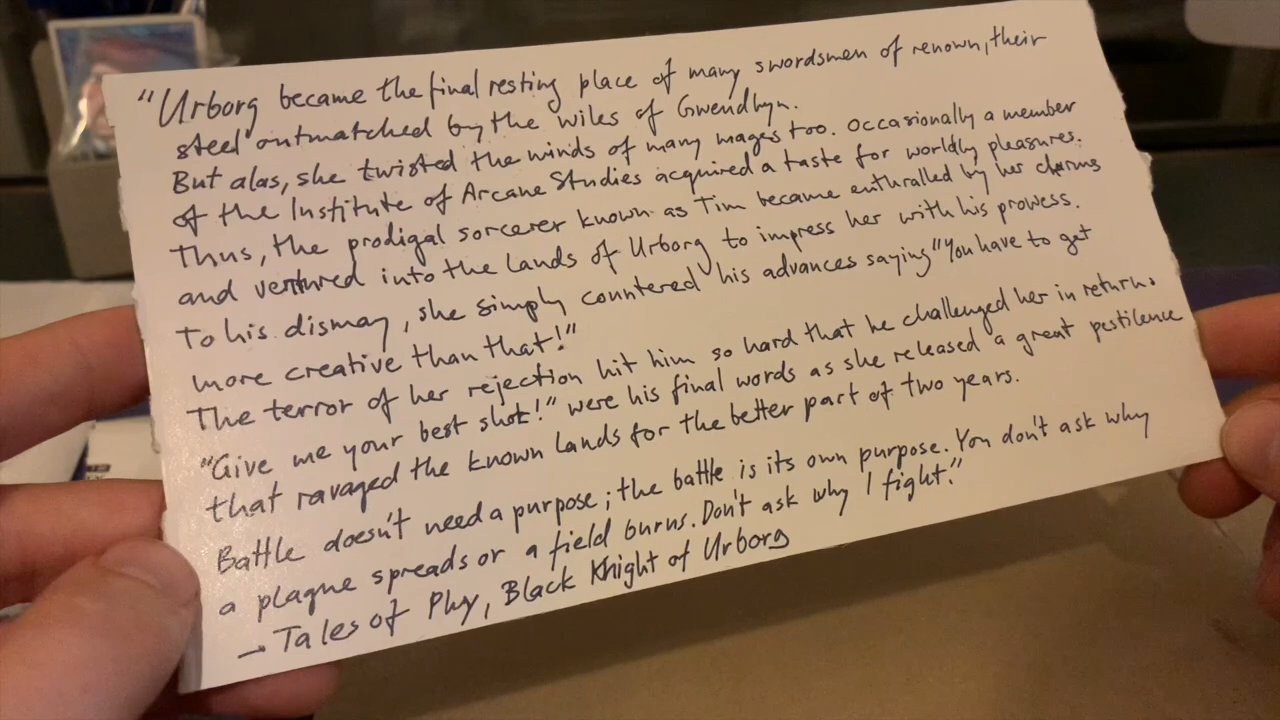 "Urborg became the final resting place of many swordsmen of renown, their
steel outmatched by the wiles of Gwendlyn.
But alas, she twisted the minds of many mages too. Occasionally a member
of the Institute of Arcane Studies acquired a taste for worldly pleasures.
Thus, the prodigal sorcerer known as Tim became enthralled by her charms
and ventured into the lands of Urborg to impress her with his prowess.
To his dismay, she simply countered his advances saying "You have to get
more creative than that!"
The terror of her rejection hit him so hard that he challenged her in return.
"Give me your best shot!" were his final words as she released a great pestilence
that ravaged the known lands for the better part of two years.
Battle doesn't need a purpose; the battle is its own purpose. You don't ask why
a plague spreads or a field burns. Don't ask why I fight."
— Tales of Phy, Black Knight of Urborg